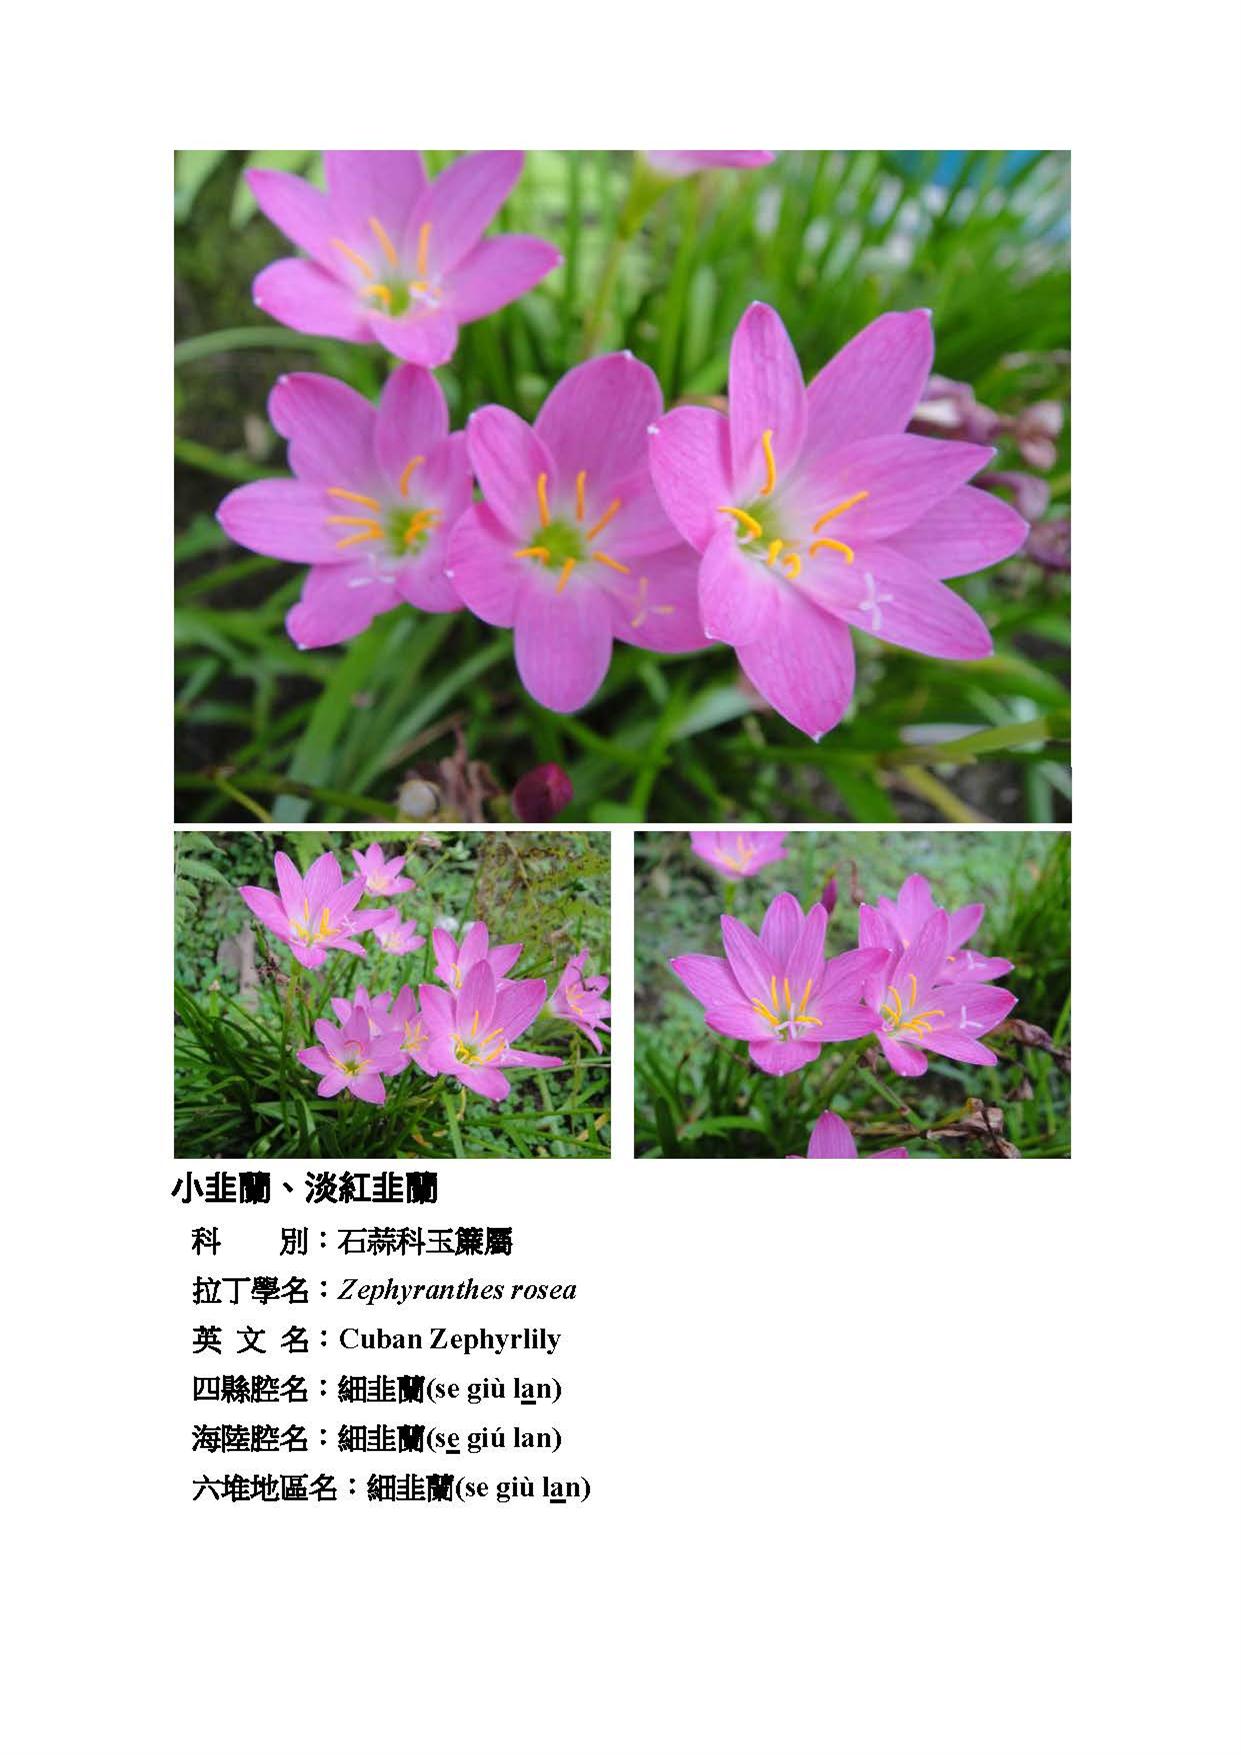 小韭蘭、淡紅韭蘭
科　　別：石蒜科玉簾屬
拉丁學名：Zephyranthes rosea
英 文 名：Cuban Zephyrlily
四縣腔名：細韭蘭(se giù lan)
海陸腔名：細韭蘭(se giú lan)
六堆地區名：細韭蘭(se giù lan)